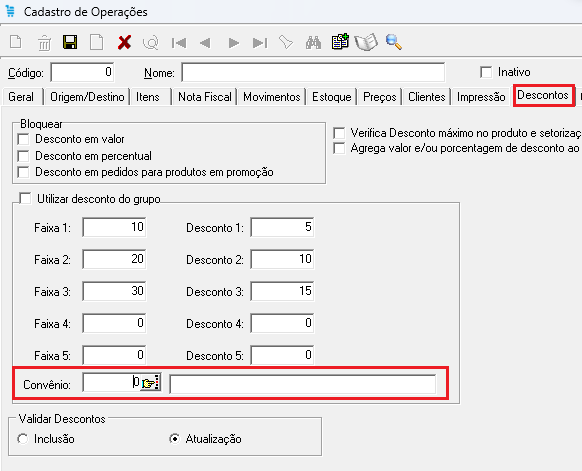 Cadastro de Operações
Código: 0 Nome: Inativo
Geral Origem/Destino Itens Nota Fiscal Movimentos Estoque Preços Clientes Impressão Descontos
Bloquear
Desconto em valor
Desconto em percentual
Desconto em pedidos para produtos em promoção
Verifica Desconto máximo no produto e setorizaç
Agrega valor e/ou porcentagem de desconto ao
Utilizar desconto do grupo
Faixa 1: 10 Desconto 1: 5
Faixa 2: 20 Desconto 2: 10
Faixa 3: 30 Desconto 3: 15
Faixa 4: 0 Desconto 4: 0
Faixa 5: 0 Desconto 5: 0
Convênio: 0
Validar Descontos
Inclusão Atualização